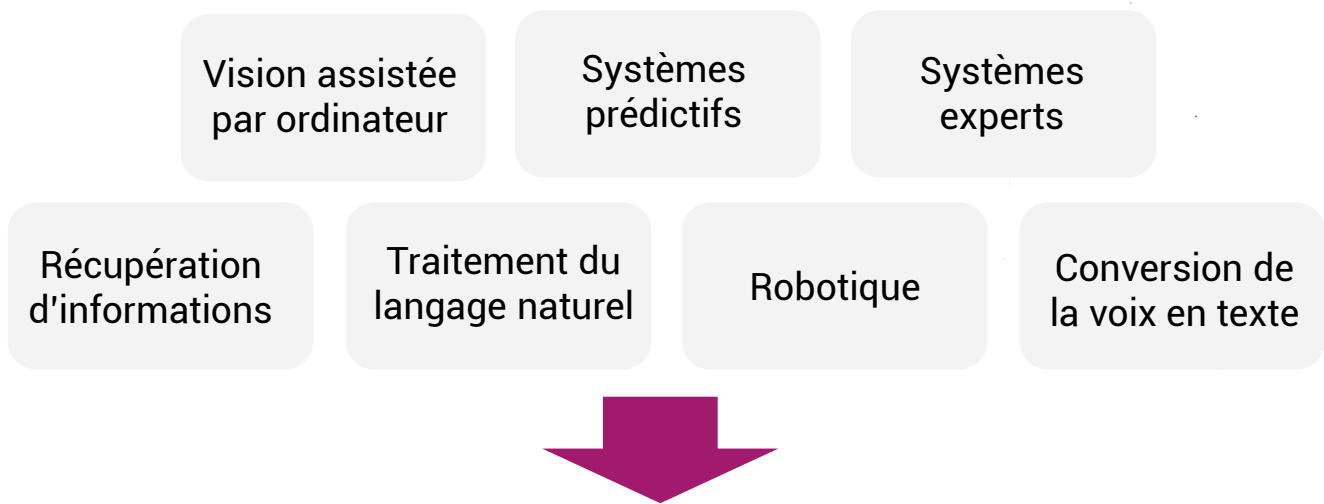 Vision assistée
par ordinateur
Systèmes
prédictifs
Systèmes
experts
Récupération
d'informations
Traitement du
langage naturel
Robotique
Conversion de
la voix en texte